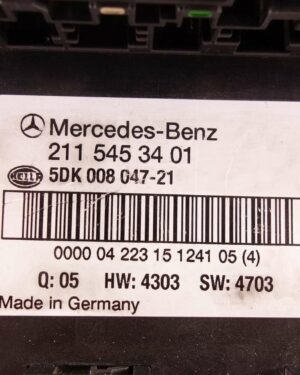 Mercedes-Benz
211 545 34 01
HELLA 5DK 008 047-21
0000 04 223 15 1241 05 (4)
Q: 05 HW: 4303 SW: 4703
Made in Germany